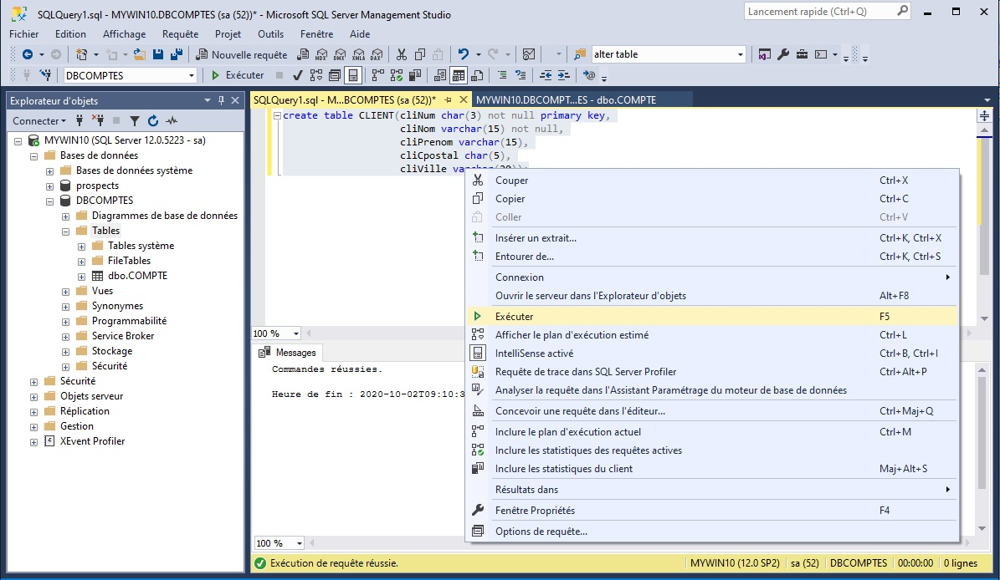 SQLQuery1.sql - MYWIN10.DBCOMPTES (sa (52))* - Microsoft SQL Server Management Studio
Lancement rapide (Ctrl+Q)
Fichier Edition Affichage Requête Projet Outils Fenêtre Aide
Nouvelle requête MDX DMX XMLA DAX alter table
DBCOMPTES Exécuter
Explorateur d'objets
Connecter
MYWIN10 (SQL Server 12.0.5223 - sa)
Bases de données
Bases de données système
prospects
DBCOMPTES
Diagrammes de base de données
Tables
Tables système
FileTables
dbo.COMPTE
Vues
Synonymes
Programmabilité
Service Broker
Stockage
Sécurité
Sécurité
Objets serveur
Réplication
Gestion
XEvent Profiler
SQLQuery1.sql - M...BCOMPTES (sa (52))* MYWIN10.DBCOMPT...ES - dbo.COMPTE
create table CLIENT(cliNum char(3) not null primary key,
cliNom varchar(15) not null,
cliPrenom varchar(15),
cliCpostal char(5),
cliVille varchar(20));
100 %
Messages
Commandes réussies.
Heure de fin : 2020-10-02T09:10:3
100 %
Couper Ctrl+X
Copier Ctrl+C
Coller Ctrl+V
Insérer un extrait... Ctrl+K, Ctrl+X
Entourer de... Ctrl+K, Ctrl+S
Connexion
Ouvrir le serveur dans l'Explorateur d'objets Alt+F8
Exécuter F5
Afficher le plan d'exécution estimé Ctrl+L
IntelliSense activé Ctrl+B, Ctrl+I
Requête de trace dans SQL Server Profiler Ctrl+Alt+P
Analyser la requête dans l'Assistant Paramétrage du moteur de base de données
Concevoir une requête dans l'éditeur... Ctrl+Maj+Q
Inclure le plan d'exécution actuel Ctrl+M
Inclure les statistiques des requêtes actives
Inclure les statistiques du client Maj+Alt+S
Résultats dans
Fenêtre Propriétés F4
Options de requête...
Exécution de requête réussie. MYWIN10 (12.0 SP2) sa (52) DBCOMPTES 00:00:00 0 lignes